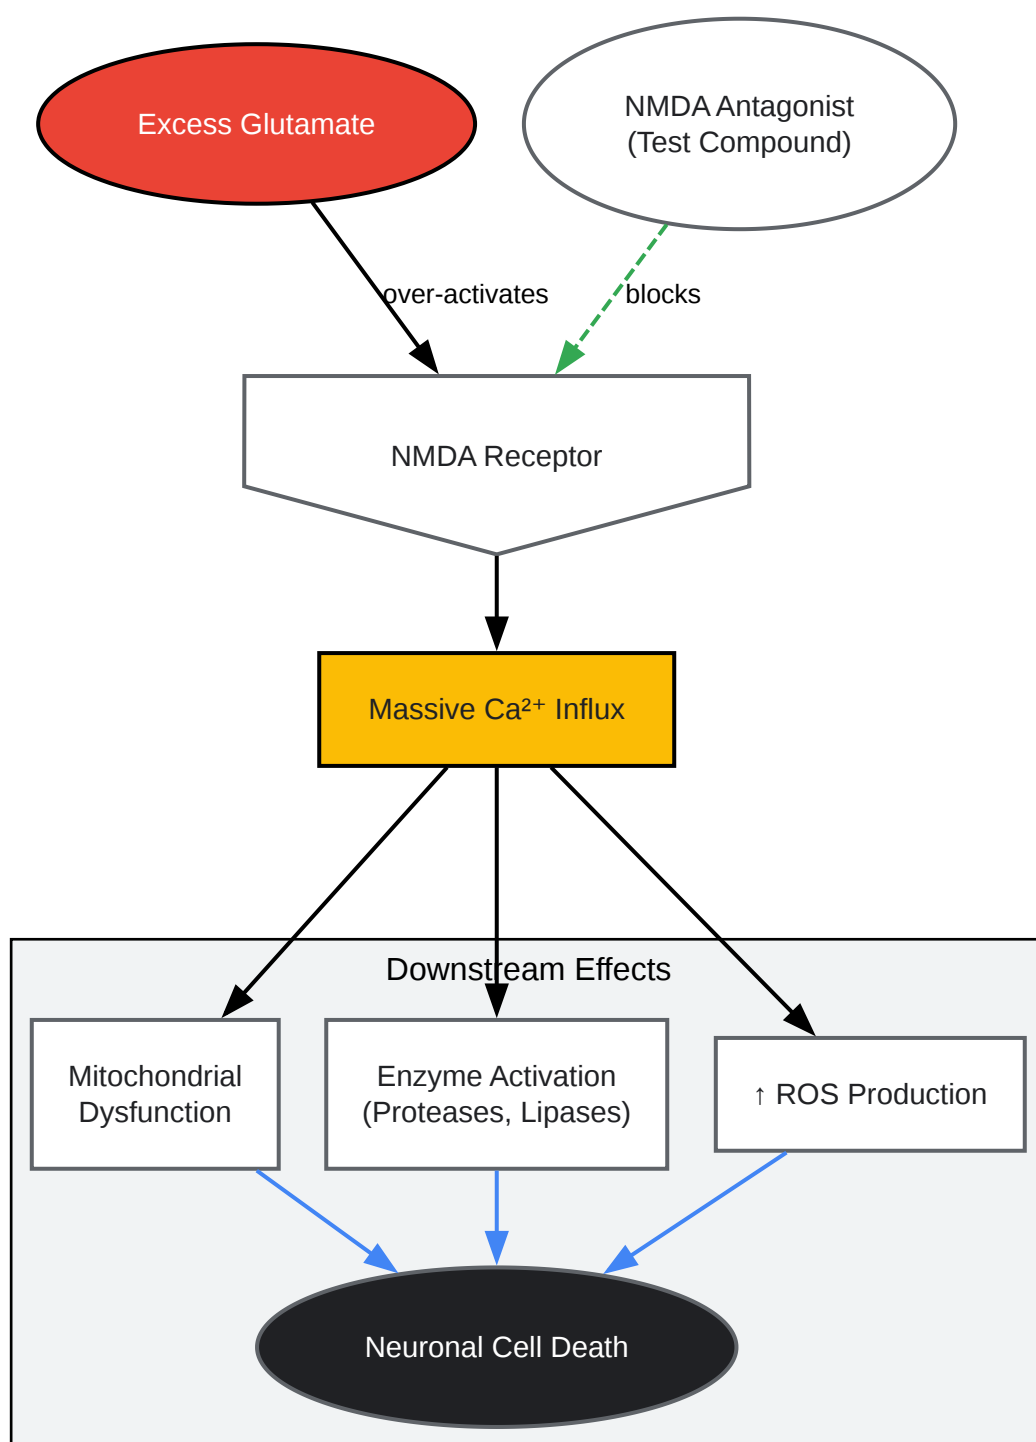 Excess Glutamate
NMDA Antagonist
(Test Compound)
over-activates
blocks
NMDA Receptor
Massive Ca²⁺ Influx
Downstream Effects
Mitochondrial
Dysfunction
Enzyme Activation
(Proteases, Lipases)
↑ ROS Production
Neuronal Cell Death